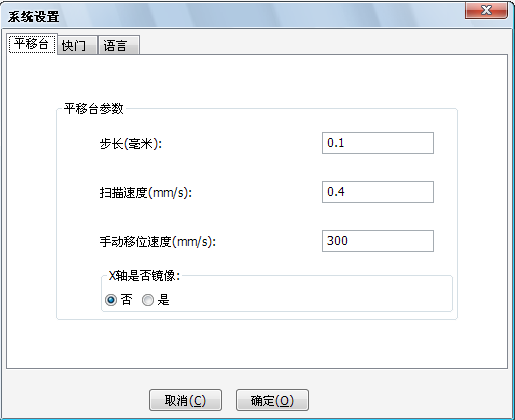 系统设置
平移台 快门 语言
平移台参数
步长(毫米): 0.1
扫描速度(mm/s): 0.4
手动移位速度(mm/s): 300
X轴是否镜像:
否 是
取消(C) 确定(O)